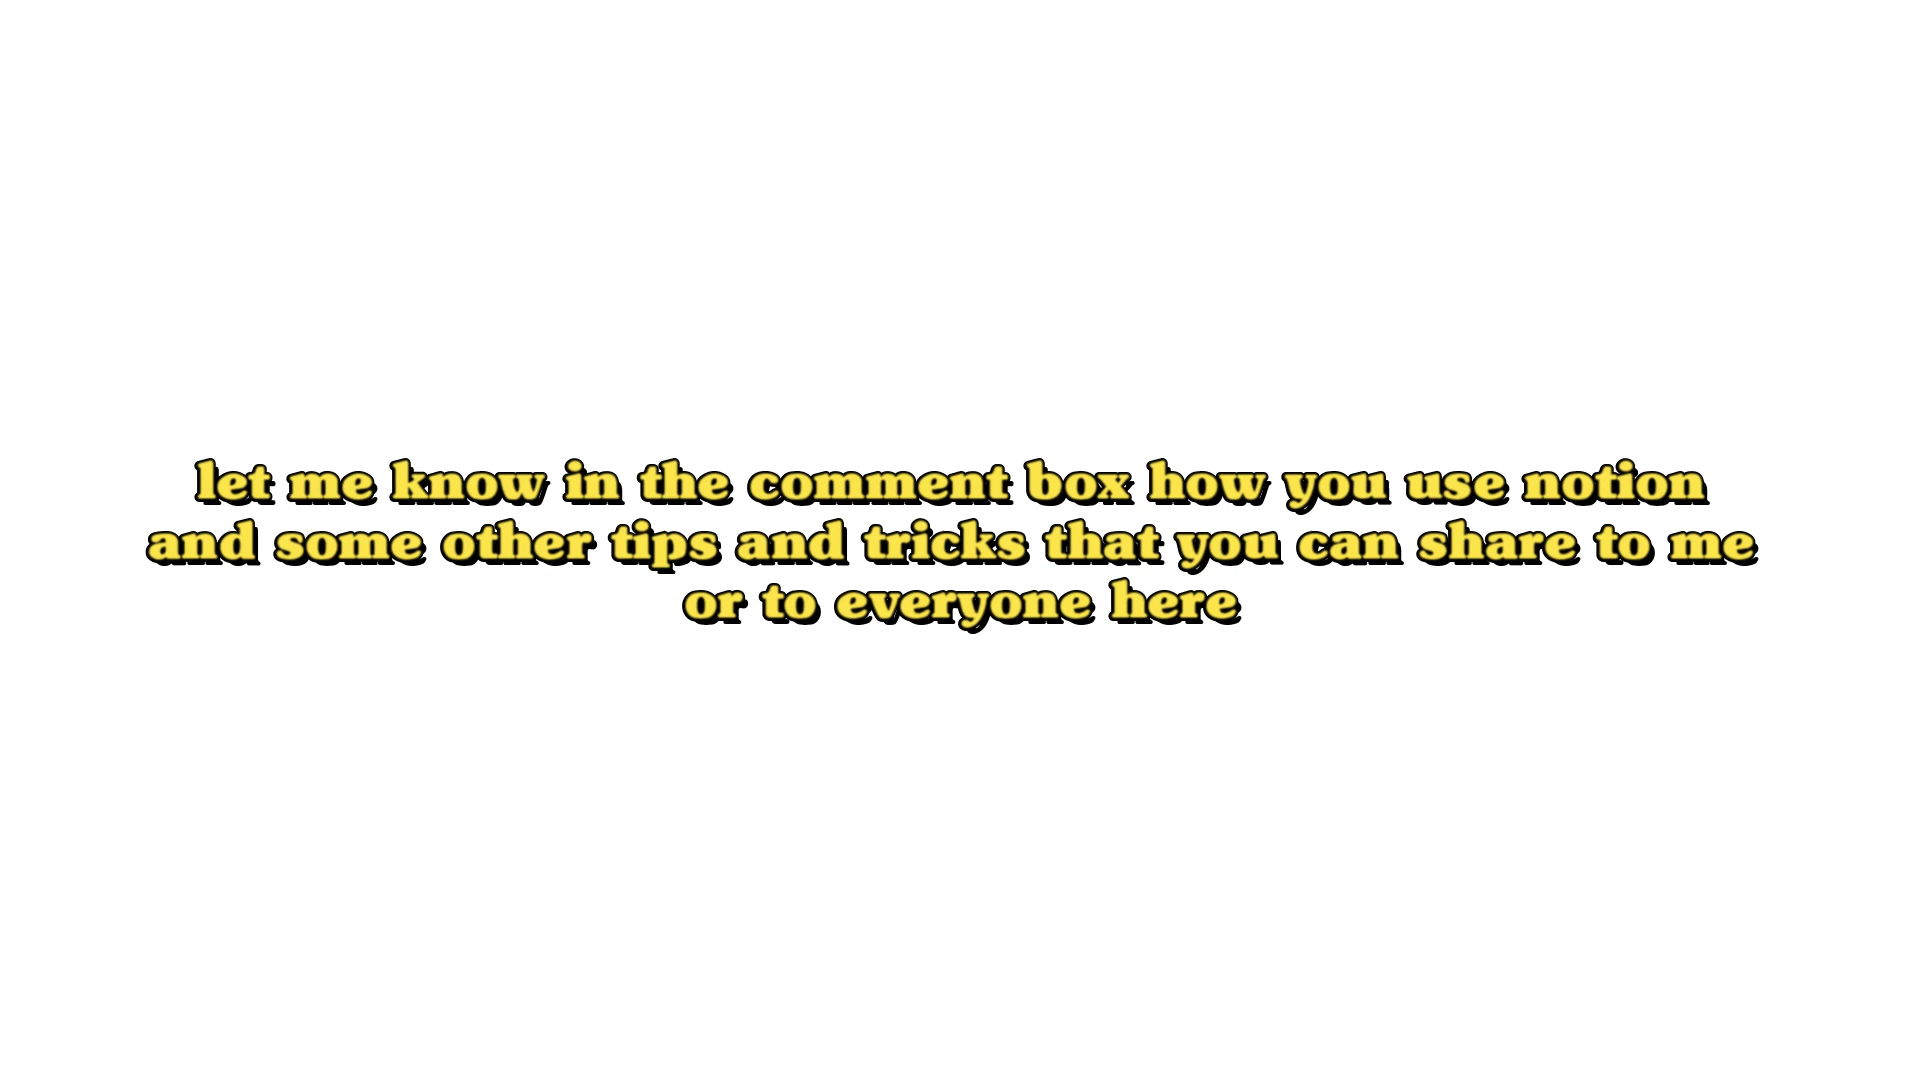 let me know in the comment box how you use notion
and some other tips and tricks that you can share to me
or to everyone here